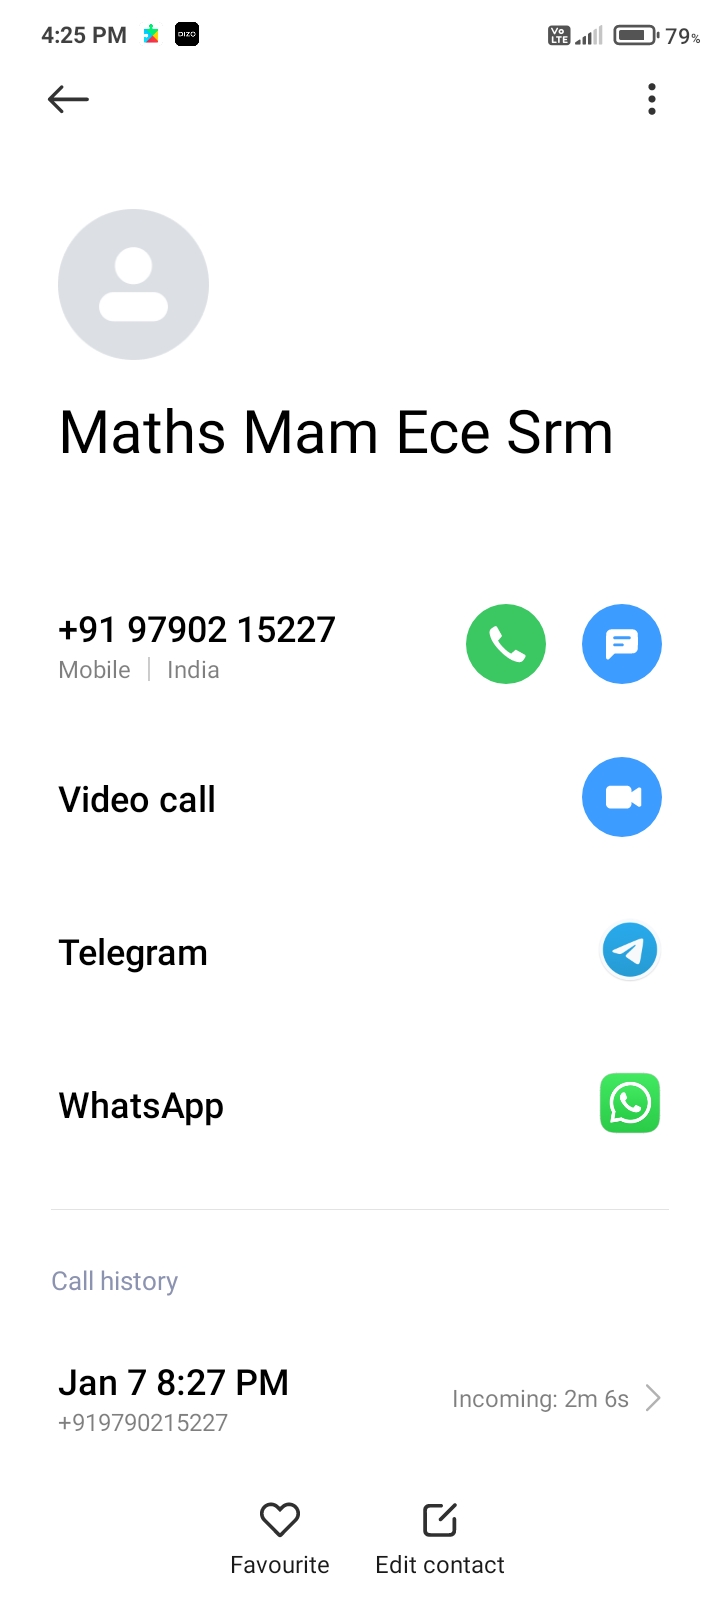 4:25 PM DIZO Vo LTE 79%
Maths Mam Ece Srm
+91 97902 15227
Mobile | India
Video call
Telegram
WhatsApp
Call history
Jan 7 8:27 PM
Incoming: 2m 6s
+919790215227
Favourite Edit contact